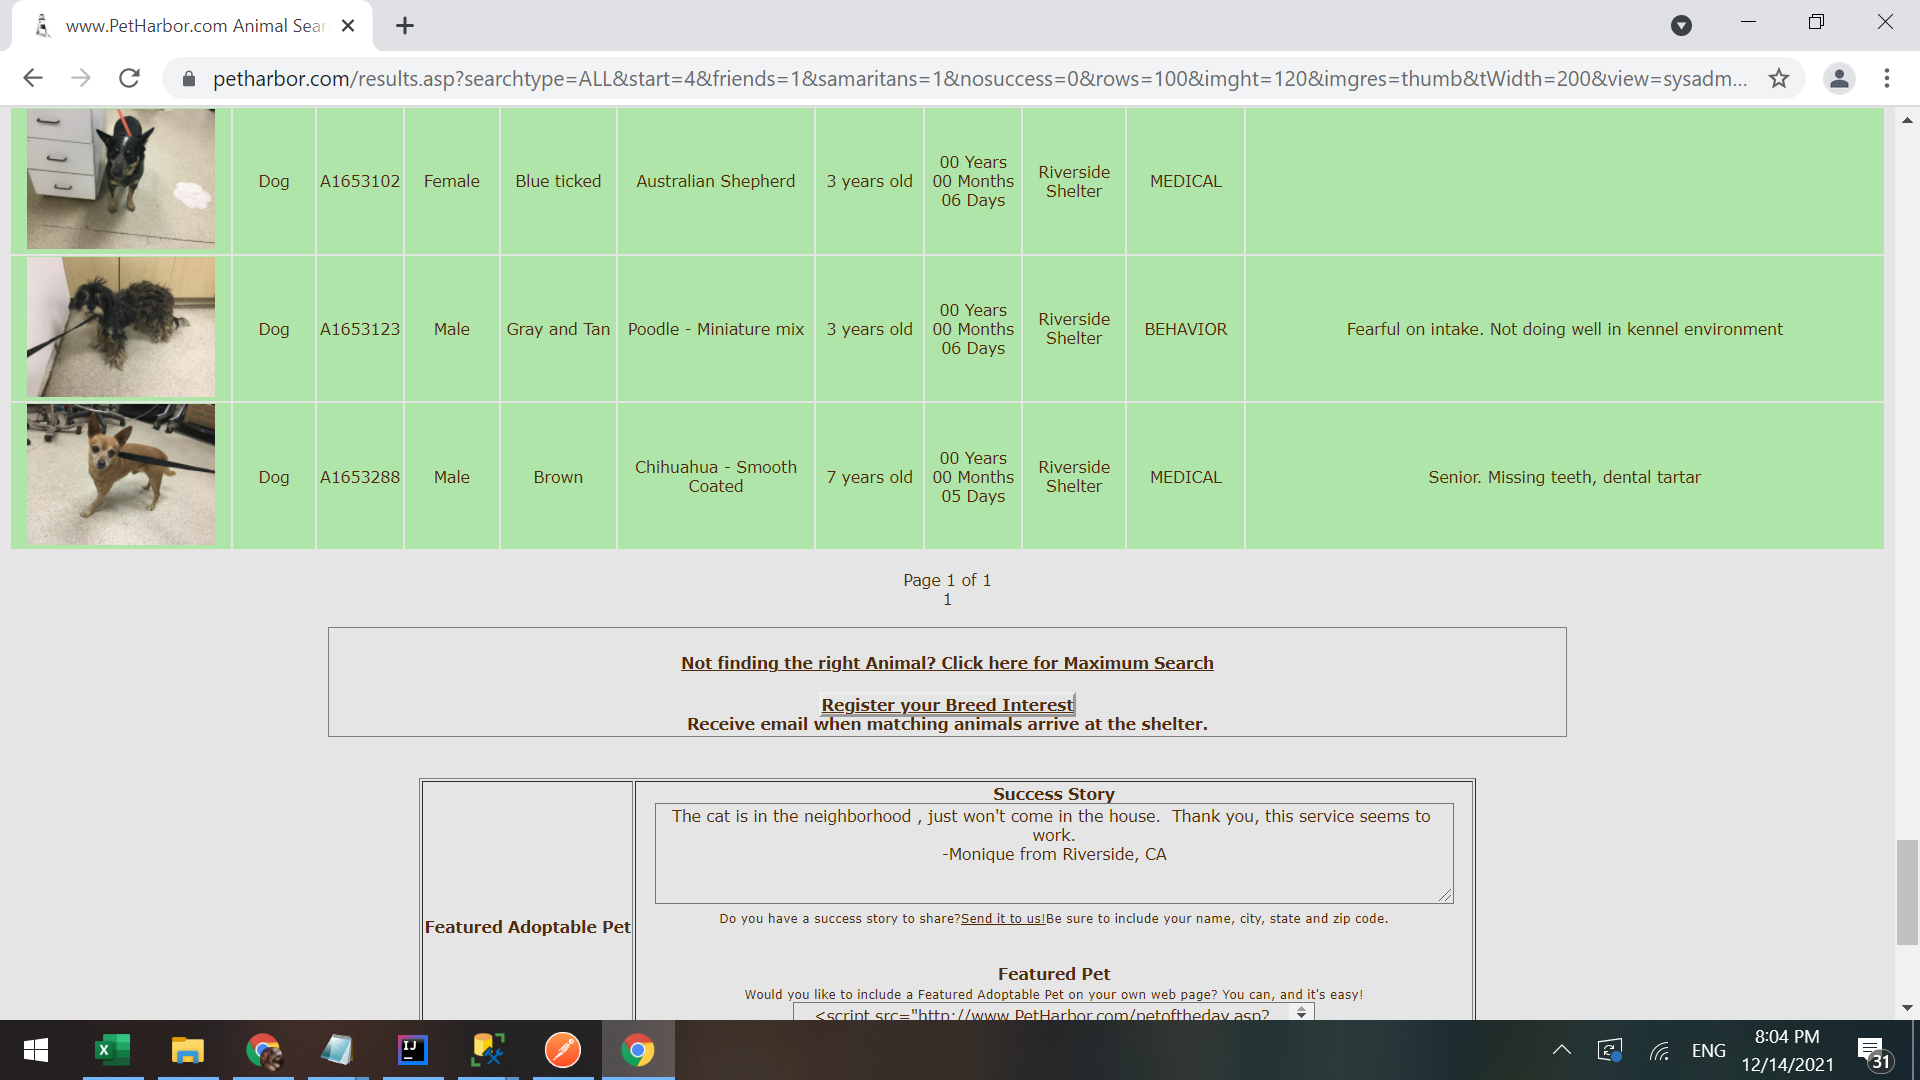 www.PetHarbor.com Animal Sear
petharbor.com/results.asp?searchtype=ALL&start=4&friends=1&samaritans=1&nosuccess=0&rows=100&imght=120&imgres=thumb&tWidth=200&view=sysadm...
Dog
A1653102
Female
Blue ticked
Australian Shepherd
3 years old
00 Years
00 Months
06 Days
Riverside
Shelter
MEDICAL
Dog
A1653123
Male
Gray and Tan
Poodle - Miniature mix
3 years old
00 Years
00 Months
06 Days
Riverside
Shelter
BEHAVIOR
Fearful on intake. Not doing well in kennel environment
Dog
A1653288
Male
Brown
Chihuahua - Smooth
Coated
7 years old
00 Years
00 Months
05 Days
Riverside
Shelter
MEDICAL
Senior. Missing teeth, dental tartar
Page 1 of 1
1
Not finding the right Animal? Click here for Maximum Search
Register your Breed Interest
Receive email when matching animals arrive at the shelter.
Featured Adoptable Pet
Success Story
The cat is in the neighborhood , just won't come in the house.  Thank you, this service seems to
work.
-Monique from Riverside, CA
Do you have a success story to share?Send it to us!Be sure to include your name, city, state and zip code.
Featured Pet
Would you like to include a Featured Adoptable Pet on your own web page? You can, and it's easy!
<script src="http://www.PetHarbor.com/petoftheday.asp?
IJ
ENG
8:04 PM
12/14/2021
31